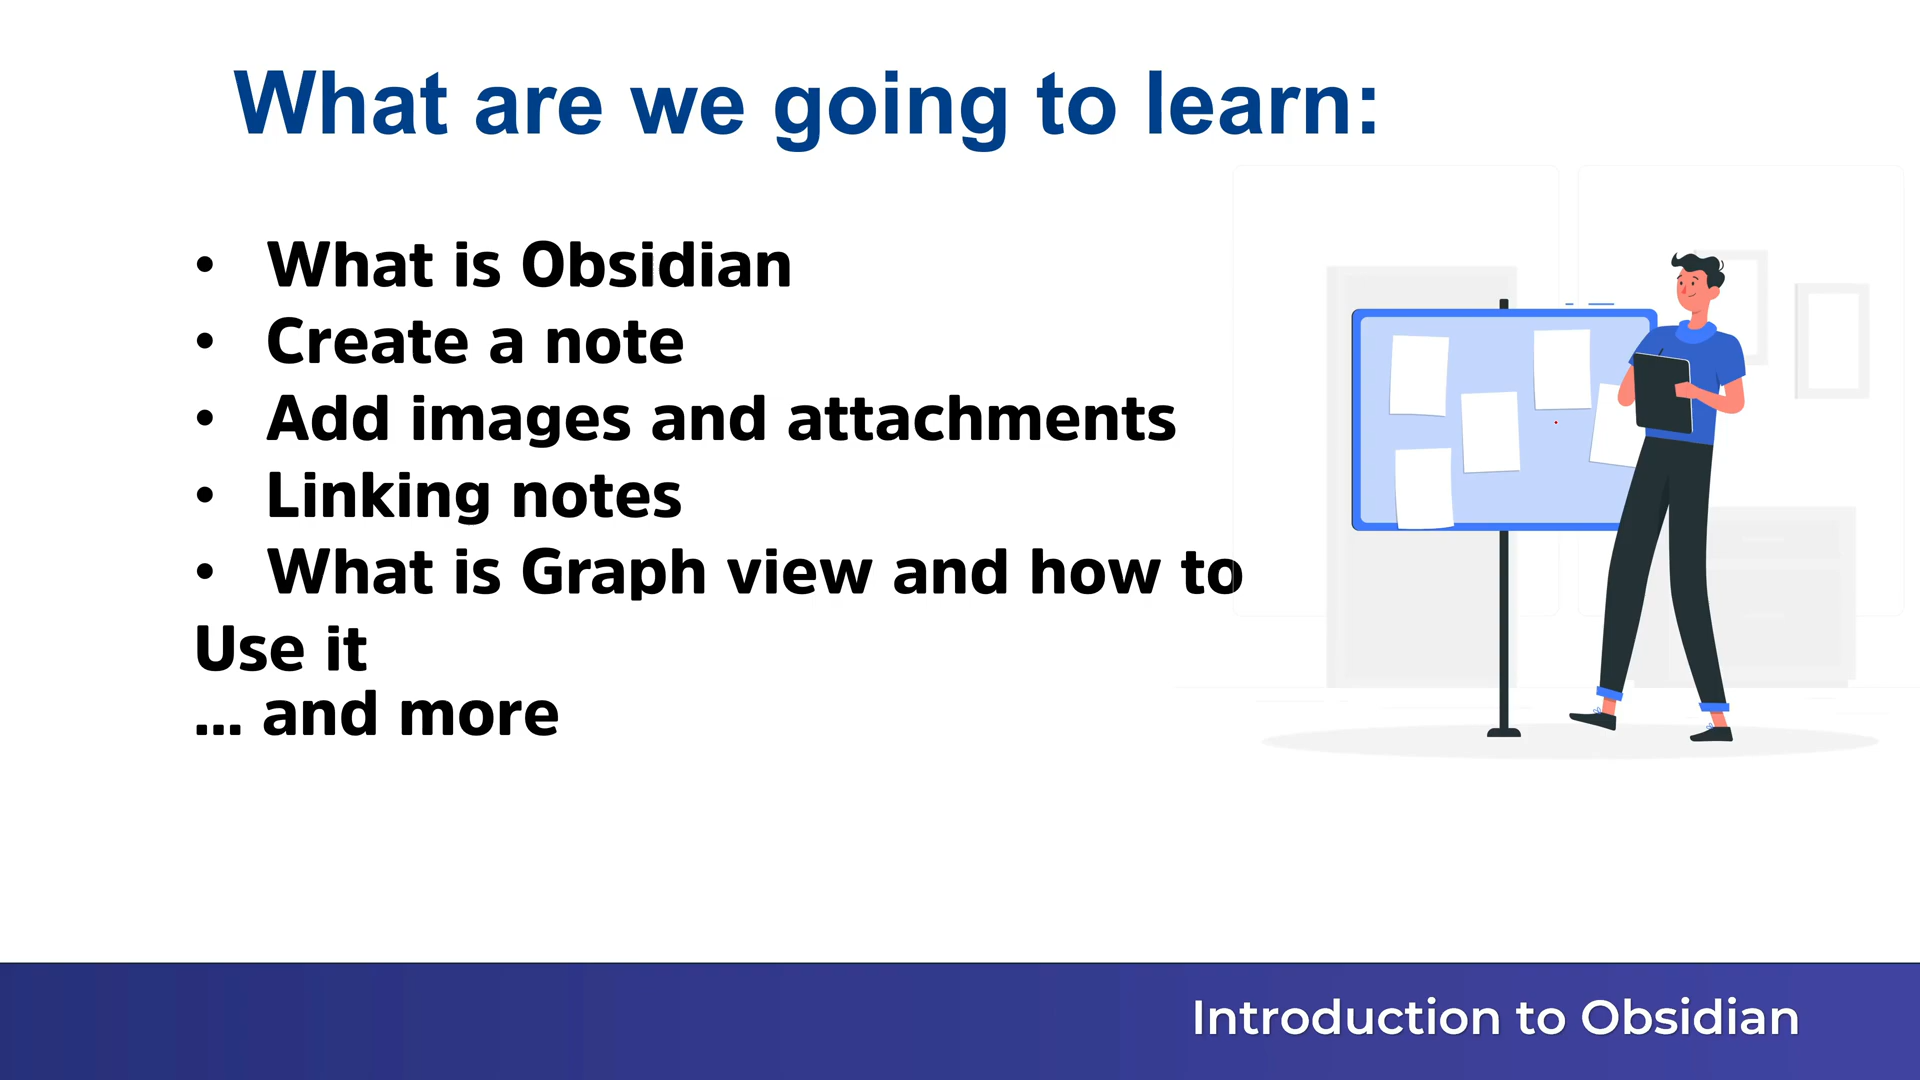 What are we going to learn:
• What is Obsidian
• Create a note
• Add images and attachments
• Linking notes
• What is Graph view and how to
Use it
... and more
Introduction to Obsidian